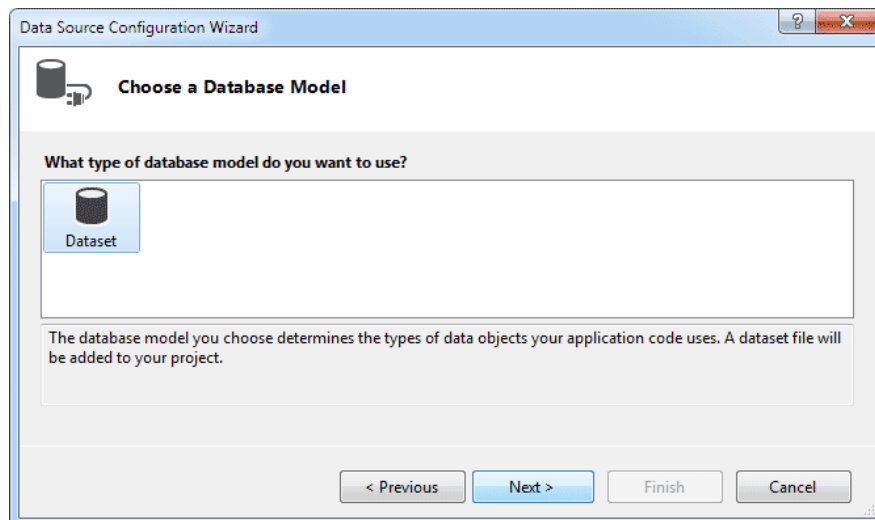 Data Source Configuration Wizard
Choose a Database Model
What type of database model do you want to use?
Dataset
The database model you choose determines the types of data objects your application code uses. A dataset file will
be added to your project.
< Previous
Next >
Finish
Cancel